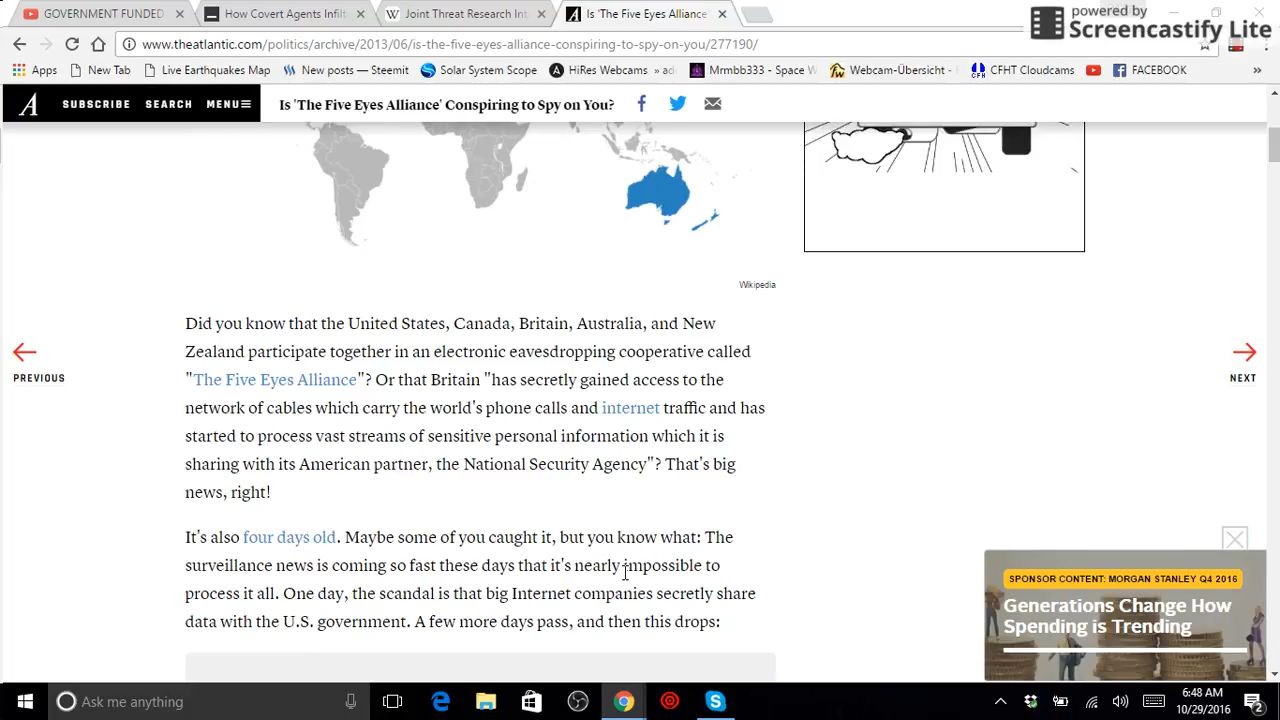 GOVERNMENT FUNDED
How Covert Agents Infilt
Joint Threat Research Int
Is 'The Five Eyes Alliance'
powered by
Screencastify Lite
www.theatlantic.com/politics/archive/2013/06/is-the-five-eyes-alliance-conspiring-to-spy-on-you/277190/
Apps
New Tab
Live Earthquakes Map
New posts — Steemit
Solar System Scope
HiRes Webcams » ad
Mrmbb333 - Space W
Webcam-Übersicht -
CFHT Cloudcams
FACEBOOK
»
A
SUBSCRIBE
SEARCH
MENU
Is 'The Five Eyes Alliance' Conspiring to Spy on You?
Wikipedia
Did you know that the United States, Canada, Britain, Australia, and New
Zealand participate together in an electronic eavesdropping cooperative called
"The Five Eyes Alliance"? Or that Britain "has secretly gained access to the
network of cables which carry the world's phone calls and internet traffic and has
started to process vast streams of sensitive personal information which it is
sharing with its American partner, the National Security Agency"? That's big
news, right!
It's also four days old. Maybe some of you caught it, but you know what: The
surveillance news is coming so fast these days that it's nearly impossible to
process it all. One day, the scandal is that big Internet companies secretly share
data with the U.S. government. A few more days pass, and then this drops:
PREVIOUS
NEXT
SPONSOR CONTENT: MORGAN STANLEY Q4 2016
Generations Change How
Spending is Trending
Ask me anything
6:48 AM
10/29/2016
2